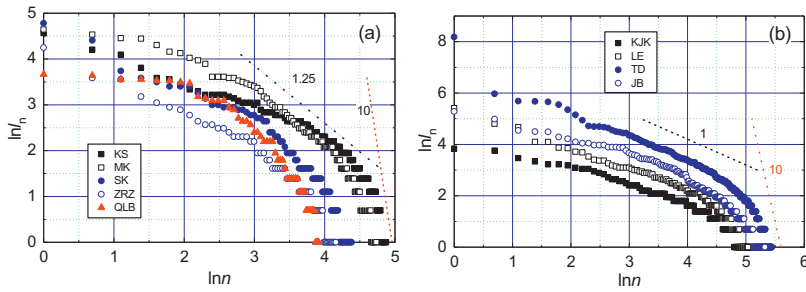 (a)
5
4
3
2
1
0
lnIₙ
1.25
10
KS
MK
SK
ZRZ
QLB
0 1 2 3 4 5
lnn
(b)
8
6
4
2
0
lnIₙ
KJK
LE
TD
JB
1
10
0 1 2 3 4 5 6
lnn